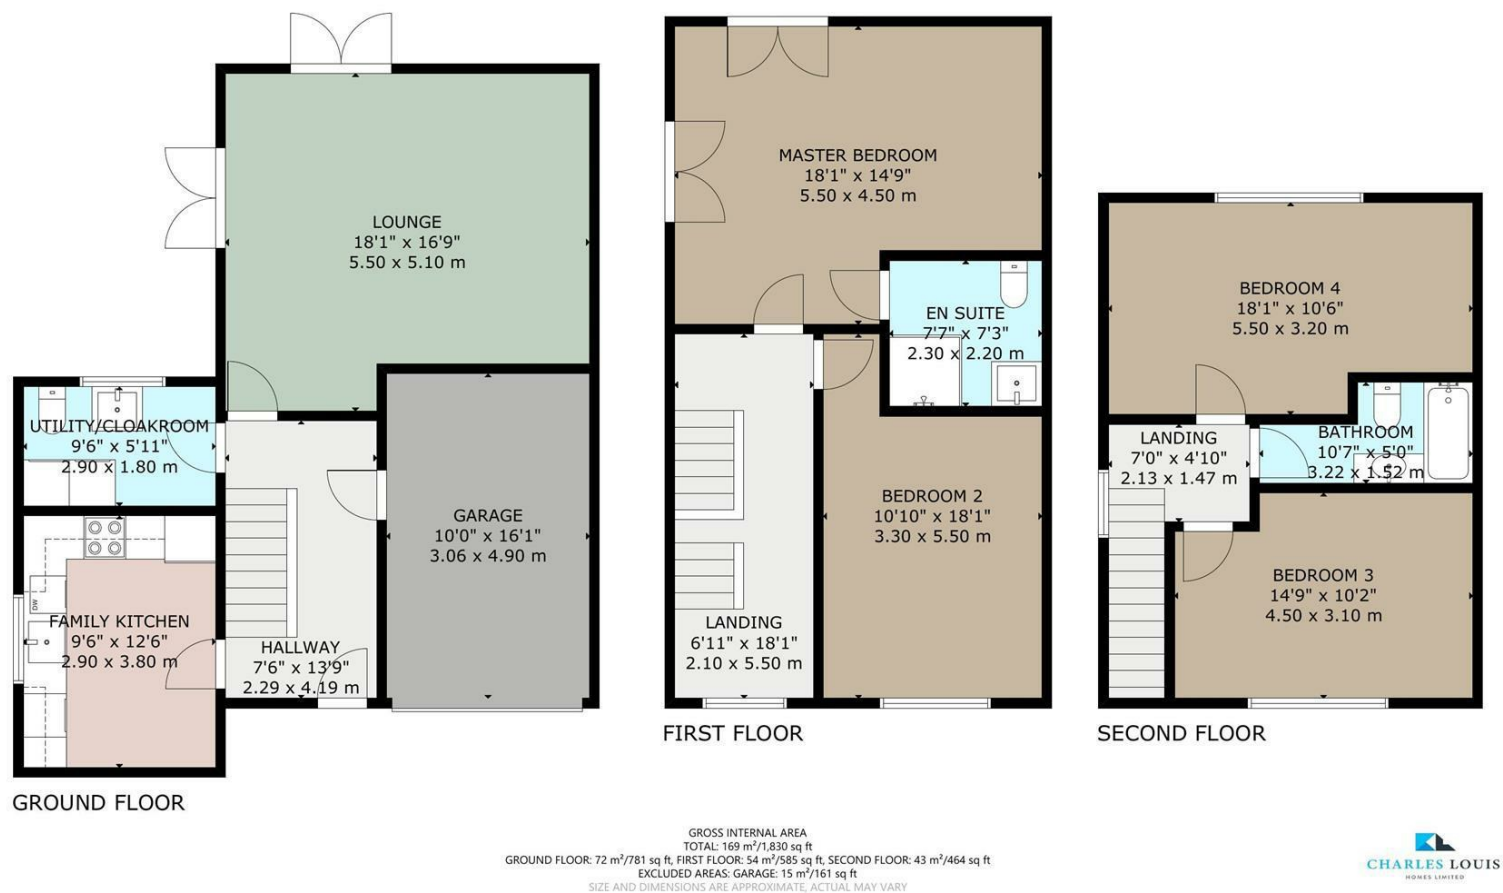 LOUNGE
18'1" x 16'9"
5.50 x 5.10 m
UTILITY/CLOAKROOM
9'6" x 5'11"
2.90 x 1.80 m
GARAGE
10'0" x 16'1"
3.06 x 4.90 m
DW
FAMILY KITCHEN
9'6" x 12'6"
2.90 x 3.80 m
HALLWAY
7'6" x 13'9"
2.29 x 4.19 m
GROUND FLOOR
MASTER BEDROOM
18'1" x 14'9"
5.50 x 4.50 m
EN SUITE
7'7" x 7'3"
2.30 x 2.20 m
BEDROOM 2
10'10" x 18'1"
3.30 x 5.50 m
LANDING
6'11" x 18'1"
2.10 x 5.50 m
FIRST FLOOR
BEDROOM 4
18'1" x 10'6"
5.50 x 3.20 m
LANDING
7'0" x 4'10"
2.13 x 1.47 m
BATHROOM
10'7" x 5'0"
3.22 x 1.52 m
BEDROOM 3
14'9" x 10'2"
4.50 x 3.10 m
SECOND FLOOR
GROSS INTERNAL AREA
TOTAL: 169 m²/1,830 sq ft
GROUND FLOOR: 72 m²/781 sq ft, FIRST FLOOR: 54 m²/585 sq ft, SECOND FLOOR: 43 m²/464 sq ft
EXCLUDED AREAS: GARAGE: 15 m²/161 sq ft
SIZE AND DIMENSIONS ARE APPROXIMATE, ACTUAL MAY VARY
CHARLES LOUIS
HOMES LIMITED